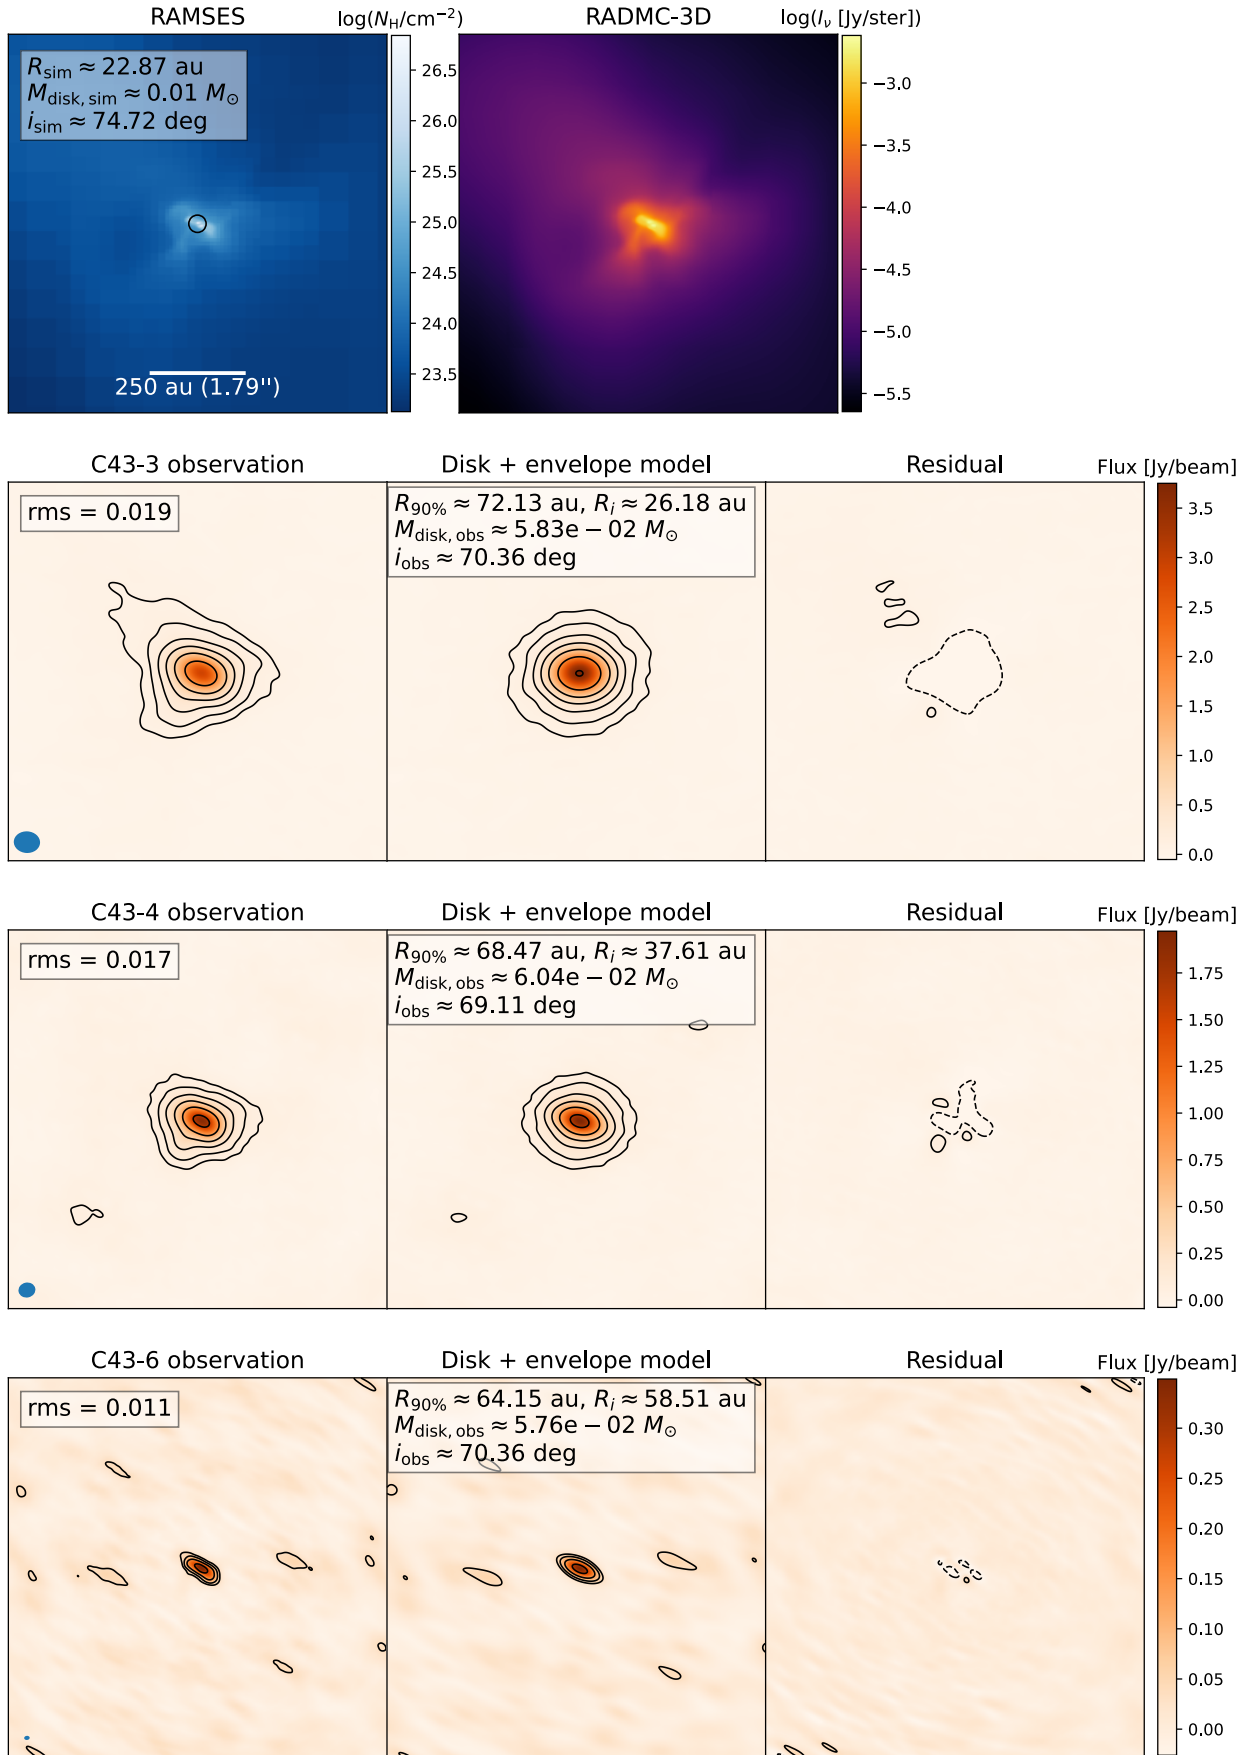 RAMSES
log(N_H/cm⁻²)
RADMC-3D
log(I_ν [Jy/ster])
R_sim ≈ 22.87 au
M_disk, sim ≈ 0.01 M_⊙
i_sim ≈ 74.72 deg
26.5
26.0
25.5
25.0
24.5
24.0
23.5
250 au (1.79'')
−3.0
−3.5
−4.0
−4.5
−5.0
−5.5
C43-3 observation
Disk + envelope model
Residual
Flux [Jy/beam]
rms = 0.019
R_90% ≈ 72.13 au, R_i ≈ 26.18 au
M_disk, obs ≈ 5.83e − 02 M_⊙
i_obs ≈ 70.36 deg
3.5
3.0
2.5
2.0
1.5
1.0
0.5
0.0
C43-4 observation
Disk + envelope model
Residual
Flux [Jy/beam]
rms = 0.017
R_90% ≈ 68.47 au, R_i ≈ 37.61 au
M_disk, obs ≈ 6.04e − 02 M_⊙
i_obs ≈ 69.11 deg
1.75
1.50
1.25
1.00
0.75
0.50
0.25
0.00
C43-6 observation
Disk + envelope model
Residual
Flux [Jy/beam]
rms = 0.011
R_90% ≈ 64.15 au, R_i ≈ 58.51 au
M_disk, obs ≈ 5.76e − 02 M_⊙
i_obs ≈ 70.36 deg
0.30
0.25
0.20
0.15
0.10
0.05
0.00